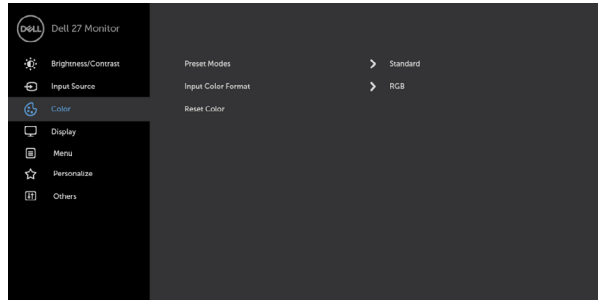 DELL Dell 27 Monitor
Brightness/Contrast
Preset Modes Standard
Input Source
Input Color Format RGB
Color
Reset Color
Display
Menu
Personalize
Others